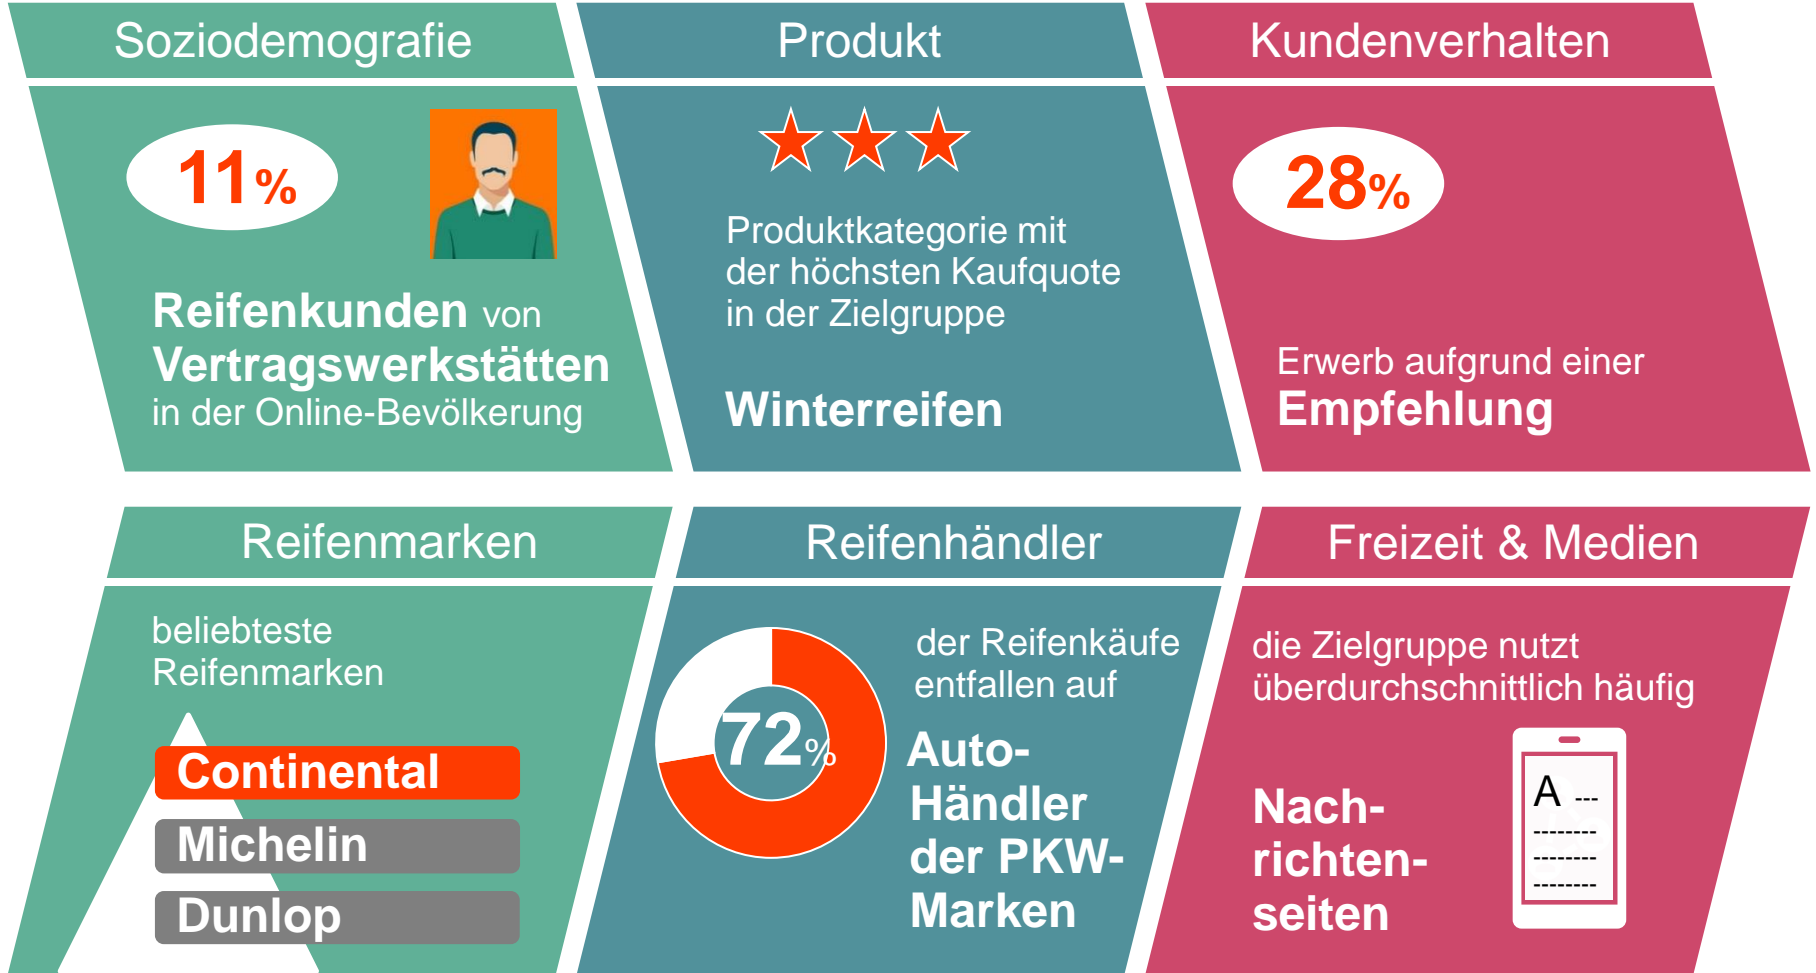 Soziodemografie
11%
Reifenkunden von
Vertragswerkstätten
in der Online-Bevölkerung
Produkt
Produktkategorie mit
der höchsten Kaufquote
in der Zielgruppe
Winterreifen
Kundenverhalten
28%
Erwerb aufgrund einer
Empfehlung
Reifenmarken
beliebteste
Reifenmarken
Continental
Michelin
Dunlop
Reifenhändler
72%
der Reifenkäufe
entfallen auf
Auto-
Händler
der PKW-
Marken
Freizeit & Medien
die Zielgruppe nutzt
überdurchschnittlich häufig
Nach-
richten-
seiten
A ---
--------
--------
--------